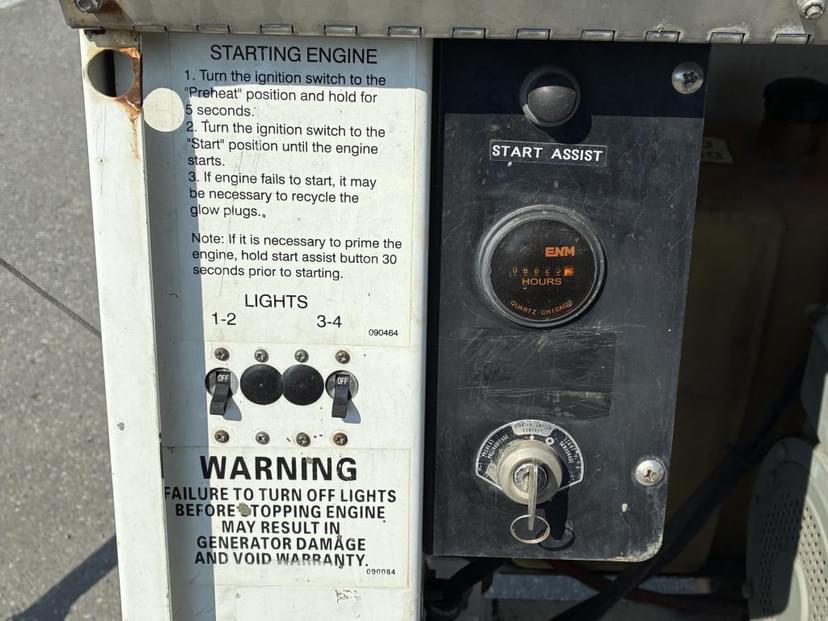 STARTING ENGINE
1. Turn the ignition switch to the
"Preheat" position and hold for
5 seconds.
2. Turn the ignition switch to the
"Start" position until the engine
starts.
3. If engine fails to start, it may
be necessary to recycle the
glow plugs.
Note: If it is necessary to prime the
engine, hold start assist button 30
seconds prior to starting.
LIGHTS
1-2 3-4
090464
OFF OFF
WARNING
FAILURE TO TURN OFF LIGHTS
BEFORE STOPPING ENGINE
MAY RESULT IN
GENERATOR DAMAGE
AND VOID WARRANTY.
090084
START ASSIST
ENM
HOURS
QUARTZ·CHICAGO